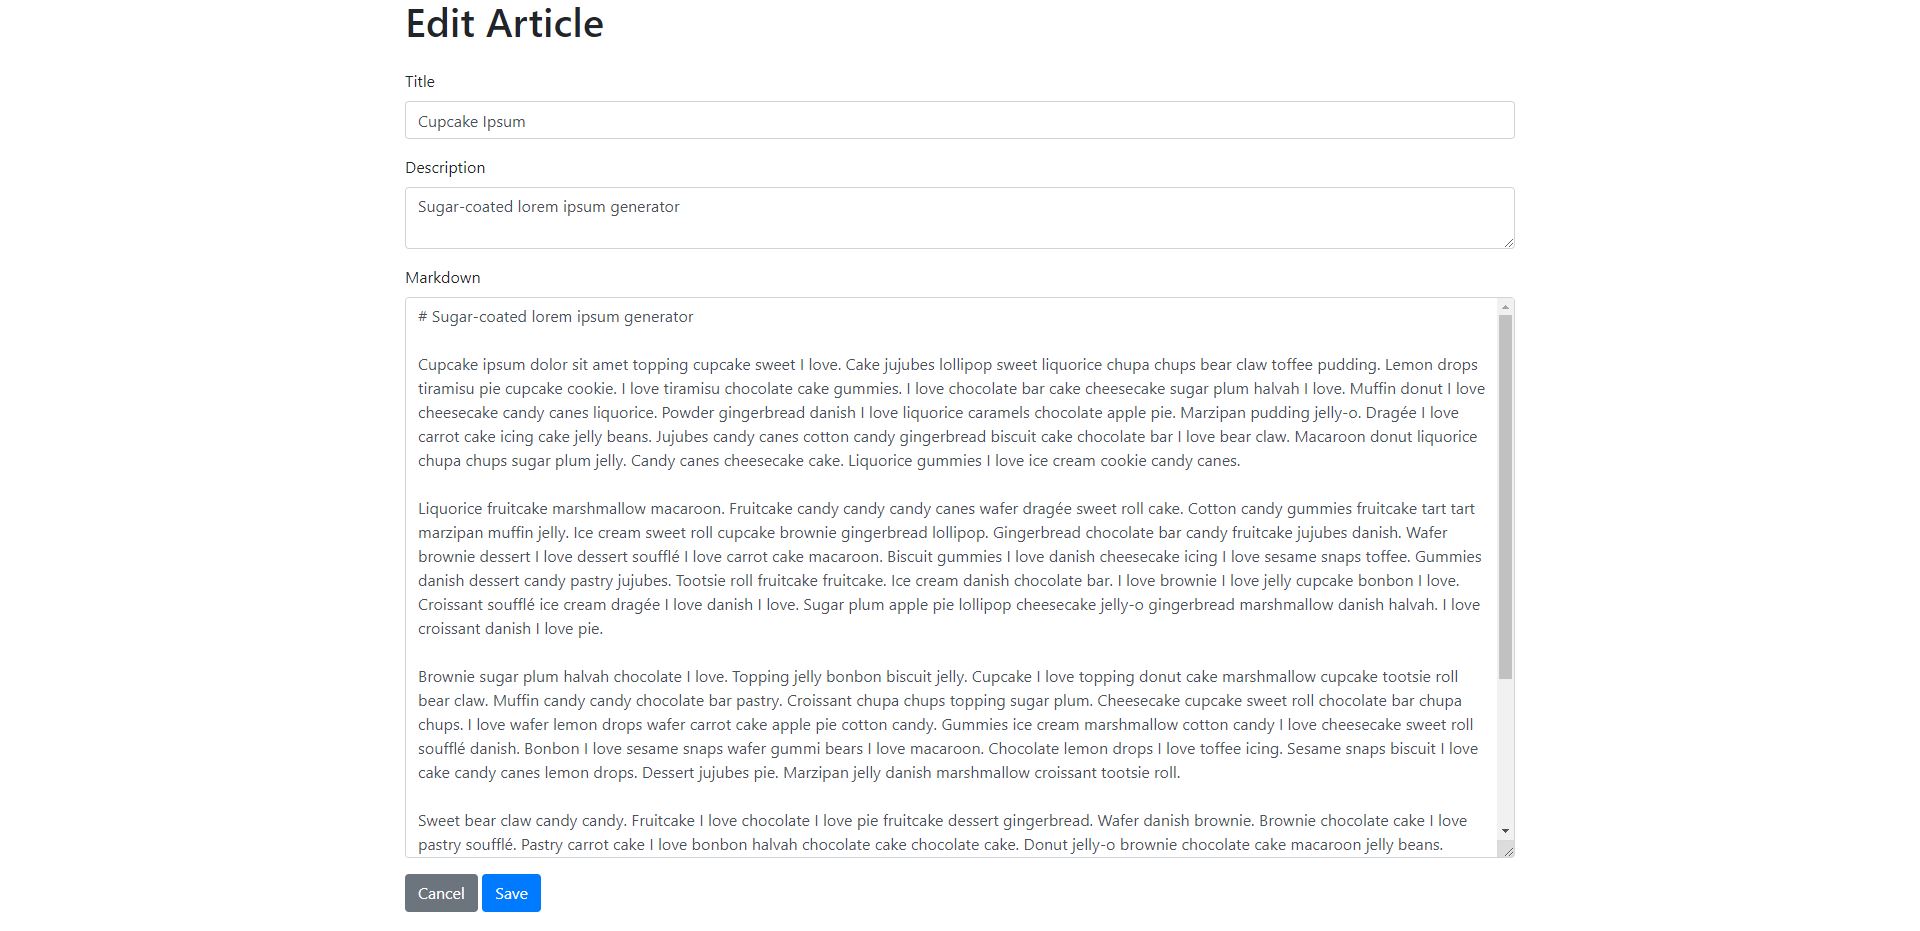 Edit Article
Title
Cupcake Ipsum
Description
Sugar-coated lorem ipsum generator
Markdown
# Sugar-coated lorem ipsum generator
Cupcake ipsum dolor sit amet topping cupcake sweet I love. Cake jujubes lollipop sweet liquorice chupa chups bear claw toffee pudding. Lemon drops
tiramisu pie cupcake cookie. I love tiramisu chocolate cake gummies. I love chocolate bar cake cheesecake sugar plum halvah I love. Muffin donut I love
cheesecake candy canes liquorice. Powder gingerbread danish I love liquorice caramels chocolate apple pie. Marzipan pudding jelly-o. Dragée I love
carrot cake icing cake jelly beans. Jujubes candy canes cotton candy gingerbread biscuit cake chocolate bar I love bear claw. Macaroon donut liquorice
chupa chups sugar plum jelly. Candy canes cheesecake cake. Liquorice gummies I love ice cream cookie candy canes.
Liquorice fruitcake marshmallow macaroon. Fruitcake candy candy candy canes wafer dragée sweet roll cake. Cotton candy gummies fruitcake tart tart
marzipan muffin jelly. Ice cream sweet roll cupcake brownie gingerbread lollipop. Gingerbread chocolate bar candy fruitcake jujubes danish. Wafer
brownie dessert I love dessert soufflé I love carrot cake macaroon. Biscuit gummies I love danish cheesecake icing I love sesame snaps toffee. Gummies
danish dessert candy pastry jujubes. Tootsie roll fruitcake fruitcake. Ice cream danish chocolate bar. I love brownie I love jelly cupcake bonbon I love.
Croissant soufflé ice cream dragée I love danish I love. Sugar plum apple pie lollipop cheesecake jelly-o gingerbread marshmallow danish halvah. I love
croissant danish I love pie.
Brownie sugar plum halvah chocolate I love. Topping jelly bonbon biscuit jelly. Cupcake I love topping donut cake marshmallow cupcake tootsie roll
bear claw. Muffin candy candy chocolate bar pastry. Croissant chupa chups topping sugar plum. Cheesecake cupcake sweet roll chocolate bar chupa
chups. I love wafer lemon drops wafer carrot cake apple pie cotton candy. Gummies ice cream marshmallow cotton candy I love cheesecake sweet roll
soufflé danish. Bonbon I love sesame snaps wafer gummi bears I love macaroon. Chocolate lemon drops I love toffee icing. Sesame snaps biscuit I love
cake candy canes lemon drops. Dessert jujubes pie. Marzipan jelly danish marshmallow croissant tootsie roll.
Sweet bear claw candy candy. Fruitcake I love chocolate I love pie fruitcake dessert gingerbread. Wafer danish brownie. Brownie chocolate cake I love
pastry soufflé. Pastry carrot cake I love bonbon halvah chocolate cake chocolate cake. Donut jelly-o brownie chocolate cake macaroon jelly beans.
Cancel Save